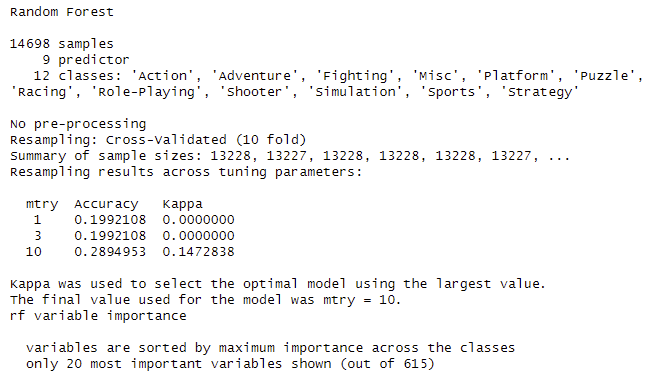 Random Forest
14698 samples
9 predictor
12 classes: 'Action', 'Adventure', 'Fighting', 'Misc', 'Platform', 'Puzzle',
'Racing', 'Role-Playing', 'Shooter', 'Simulation', 'Sports', 'Strategy'
No pre-processing
Resampling: Cross-Validated (10 fold)
Summary of sample sizes: 13228, 13227, 13228, 13228, 13228, 13227, ...
Resampling results across tuning parameters:
mtry Accuracy Kappa
1 0.1992108 0.0000000
3 0.1992108 0.0000000
10 0.2894953 0.1472838
Kappa was used to select the optimal model using the largest value.
The final value used for the model was mtry = 10.
rf variable importance
variables are sorted by maximum importance across the classes
only 20 most important variables shown (out of 615)